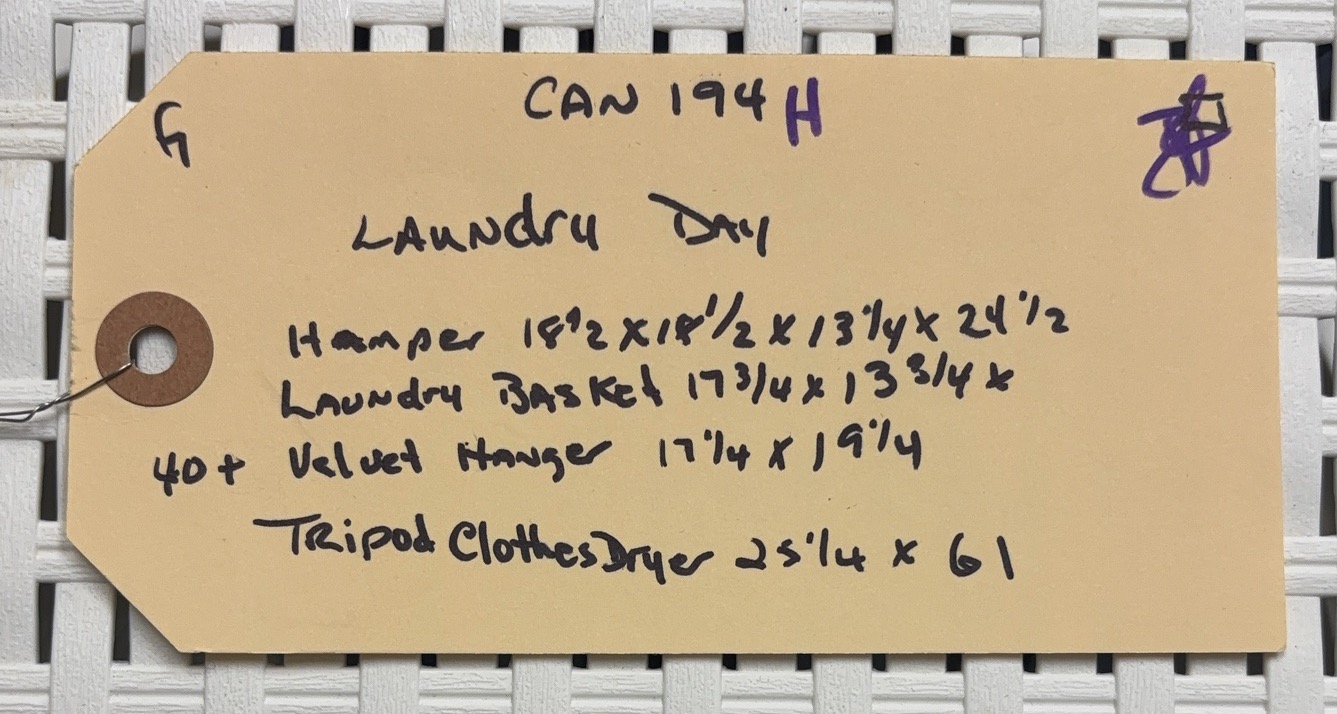 G
CAN 194 H
Laundry Day
Hamper 18 1/2 x 18 1/2 x 13 1/4 x 24 1/2
Laundry Basket 17 3/4 x 13 3/4 x
40+ Velvet Hanger 17 1/4 x 19 1/4
Tripod Clothes Dryer 25 1/4 x 61